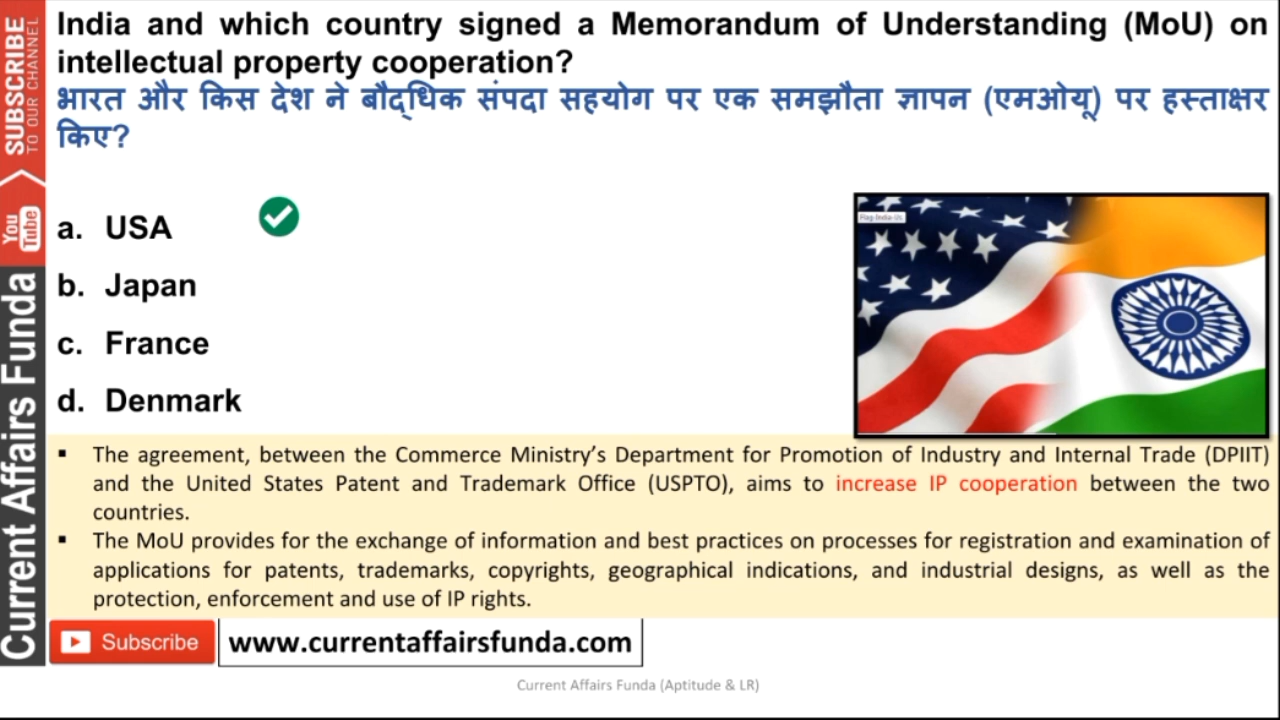 India and which country signed a Memorandum of Understanding (MoU) on
intellectual property cooperation?
भारत और किस देश ने बौद्धिक संपदा सहयोग पर एक समझौता ज्ञापन (एमओयू) पर हस्ताक्षर
किए?
a. USA
b. Japan
c. France
d. Denmark
Flag-India-Us
▪ The agreement, between the Commerce Ministry's Department for Promotion of Industry and Internal Trade (DPIIT)
and the United States Patent and Trademark Office (USPTO), aims to increase IP cooperation between the two
countries.
▪ The MoU provides for the exchange of information and best practices on processes for registration and examination of
applications for patents, trademarks, copyrights, geographical indications, and industrial designs, as well as the
protection, enforcement and use of IP rights.
Subscribe
www.currentaffairsfunda.com
Current Affairs Funda (Aptitude & LR)
SUBSCRIBE
TO OUR CHANNEL
You
Tube
Current Affairs Funda